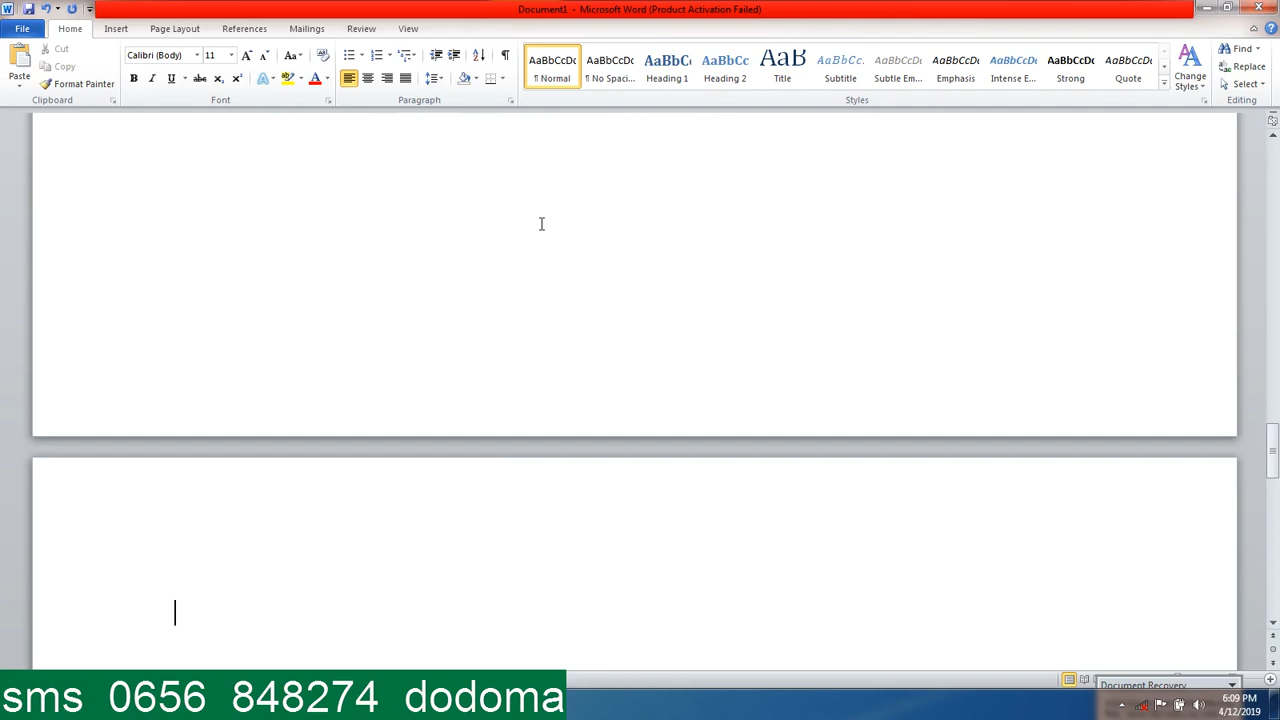 Document1 - Microsoft Word (Product Activation Failed)
File Home Insert Page Layout References Mailings Review View
Paste
Cut
Copy
Format Painter
Clipboard
Calibri (Body) 11
Font
Paragraph
AaBbCcDc AaBbCcDc AaBbC AaBbCc AaB AaBbCc. AaBbCcDc AaBbCcDc AaBbCcDc AaBbCcDc AaBbCcDc
¶ Normal ¶ No Spaci... Heading 1 Heading 2 Title Subtitle Subtle Em... Emphasis Intense E... Strong Quote
Change Styles
Styles
Find
Replace
Select
Editing
Document Recovery
sms 0656 848274 dodoma
6:09 PM
4/12/2019